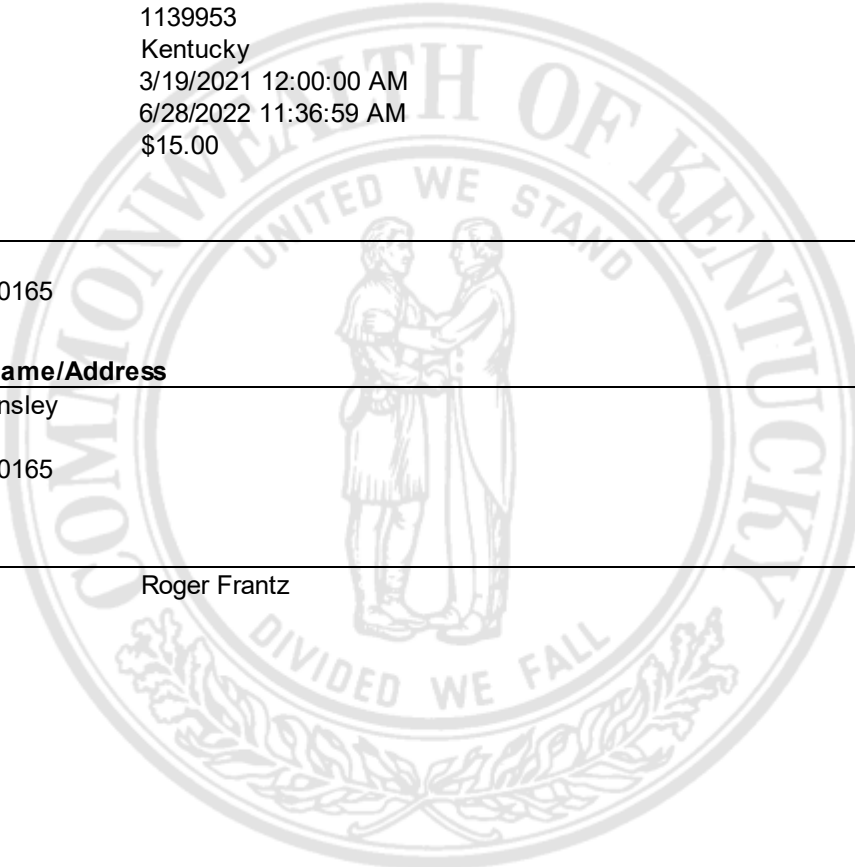 1139953
Kentucky
3/19/2021 12:00:00 AM
6/28/2022 11:36:59 AM
$15.00
0165
ame/Address
nsley
0165
Roger Frantz
COMMONWEALTH OF KENTUCKY
UNITED WE STAND
DIVIDED WE FALL